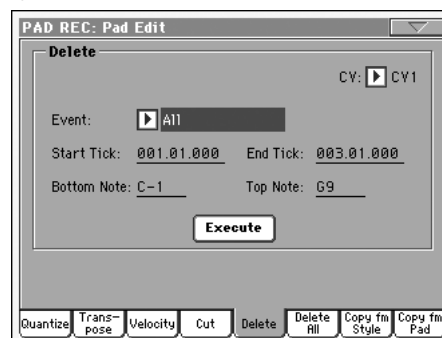 PAD REC: Pad Edit
Delete
CV: CV1
Event: All
Start Tick: 001.01.000 End Tick: 003.01.000
Bottom Note: C-1 Top Note: G9
Execute
Quantize Trans-pose Velocity Cut Delete Delete All Copy fm Style Copy fm Pad